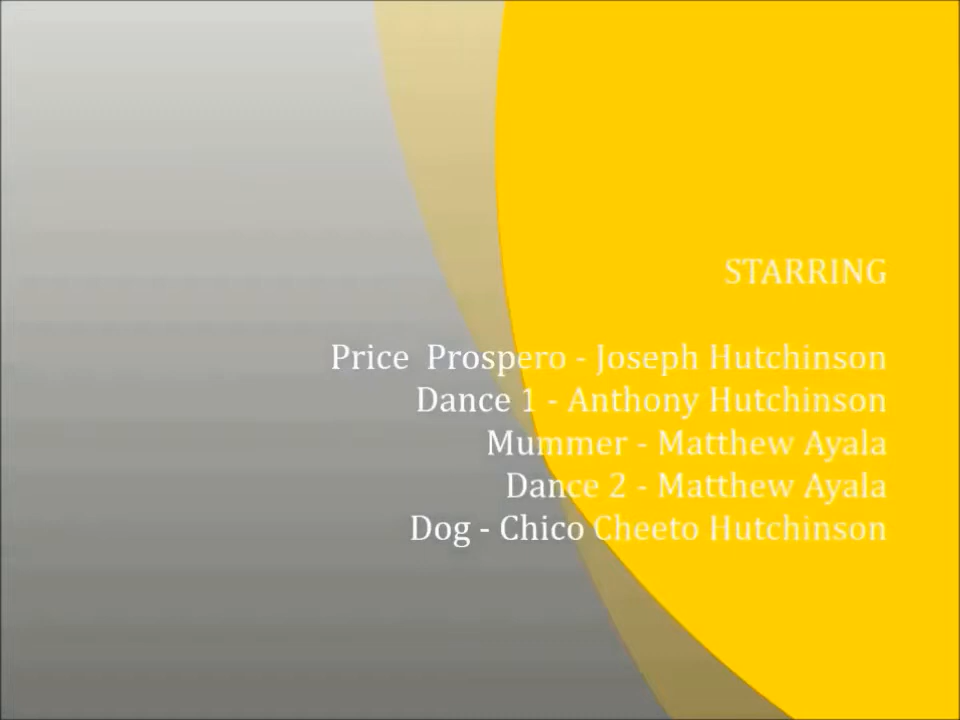 STARRING
Price  Prospero - Joseph Hutchinson
Dance 1 - Anthony Hutchinson
Mummer - Matthew Ayala
Dance 2 - Matthew Ayala
Dog - Chico Cheeto Hutchinson